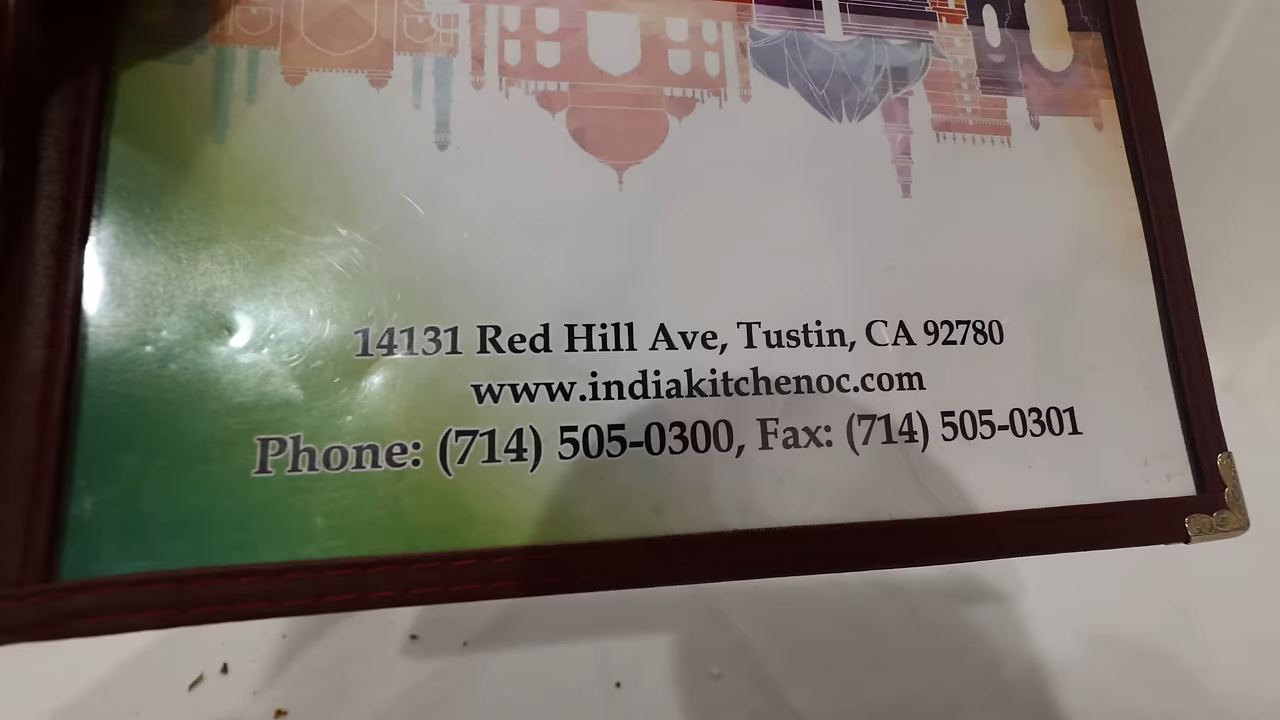 14131 Red Hill Ave, Tustin, CA 92780
www.indiakitchenoc.com
Phone: (714) 505-0300, Fax: (714) 505-0301